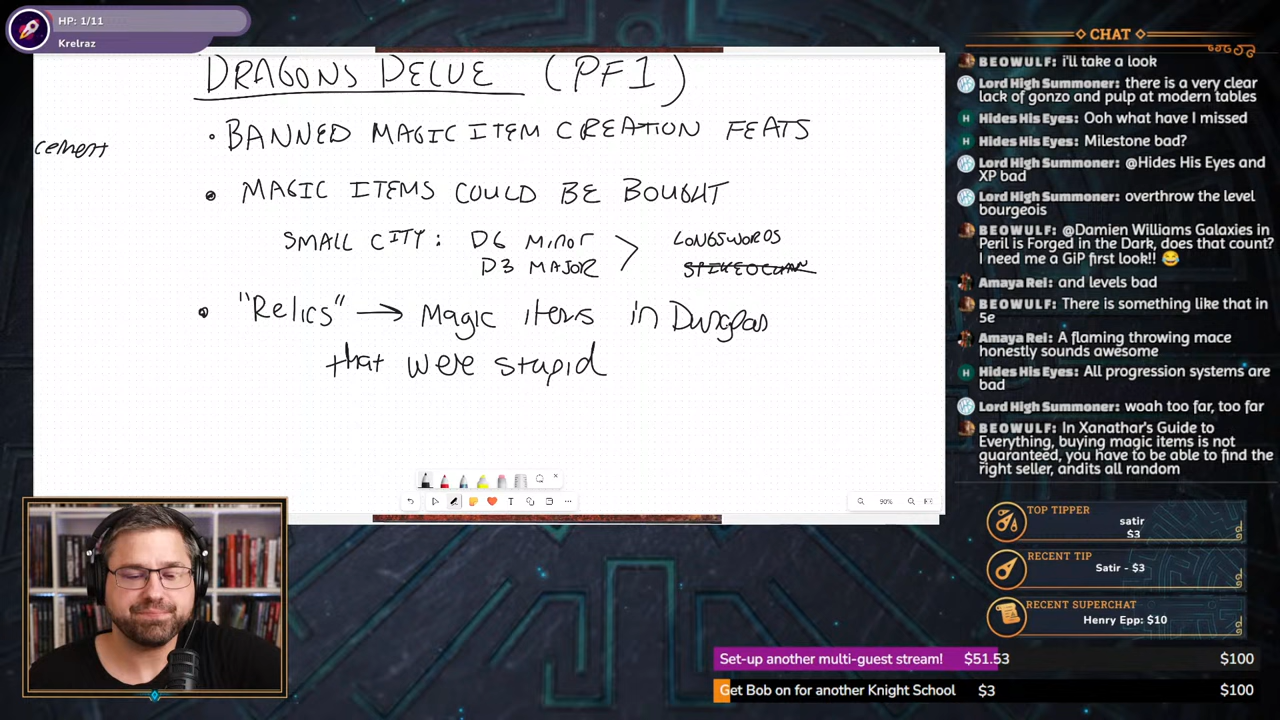 HP: 1/11
Krelraz
DRAGONS DELVE (PF1)
• BANNED MAGIC ITEM CREATION FEATS
cement
• MAGIC ITEMS COULD BE BOUGHT
SMALL CITY: D6 Minor > LONGSWORDS
D3 MAJOR SPIKED CHAIN
• "Relics" → Magic items in
that were stupid
T
90%
CHAT
BEOWULF: i'll take a look
Lord High Summoner: there is a very clear
lack of gonzo and pulp at modern tables
Hides His Eyes: Ooh what have I missed
Hides His Eyes: Milestone bad?
Lord High Summoner: @Hides His Eyes and
XP bad
Lord High Summoner: overthrow the level
bourgeois
BEOWULF: @Damien Williams Galaxies in
Peril is Forged in the Dark, does that count?
I need me a GiP first look!! 😂
Amaya Rei: and levels bad
BEOWULF: There is something like that in
5e
Amaya Rei: A flaming throwing mace
honestly sounds awesome
Hides His Eyes: All progression systems are
bad
Lord High Summoner: woah too far, too far
BEOWULF: In Xanathar's Guide to
Everything, buying magic items is not
guaranteed, you have to be able to find the
right seller, andits all random
TOP TIPPER
satir
$3
RECENT TIP
Satir - $3
RECENT SUPERCHAT
Henry Epp: $10
Set-up another multi-guest stream! $51.53 $100
Get Bob on for another Knight School $3 $100